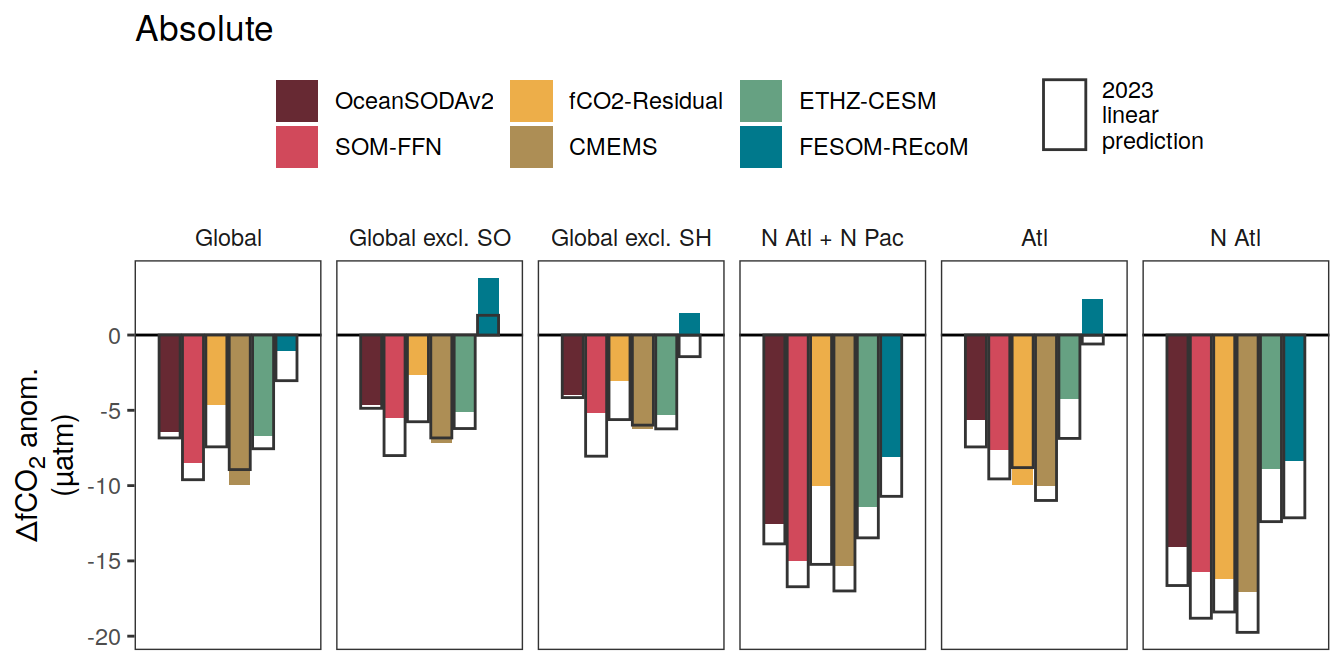 Absolute
OceanSODAv2 fCO2-Residual ETHZ-CESM
SOM-FFN CMEMS FESOM-REcoM
2023
linear
prediction
Global Global excl. SO Global excl. SH N Atl + N Pac Atl N Atl
0
-5
-10
-15
-20
ΔfCO₂ anom.
(µatm)